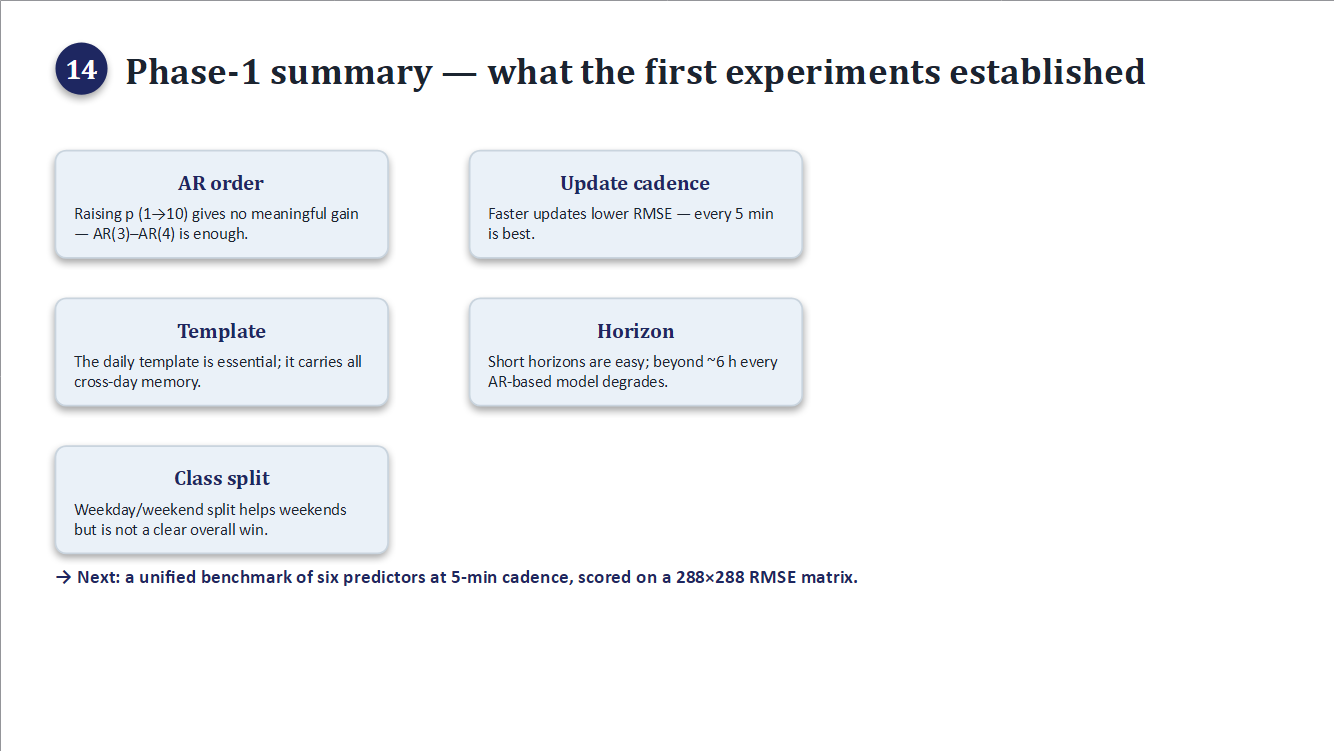 14
Phase-1 summary — what the first experiments established
AR order
Raising p (1→10) gives no meaningful gain
— AR(3)–AR(4) is enough.
Update cadence
Faster updates lower RMSE — every 5 min
is best.
Template
The daily template is essential; it carries all
cross-day memory.
Horizon
Short horizons are easy; beyond ~6 h every
AR-based model degrades.
Class split
Weekday/weekend split helps weekends
but is not a clear overall win.
→ Next: a unified benchmark of six predictors at 5-min cadence, scored on a 288×288 RMSE matrix.